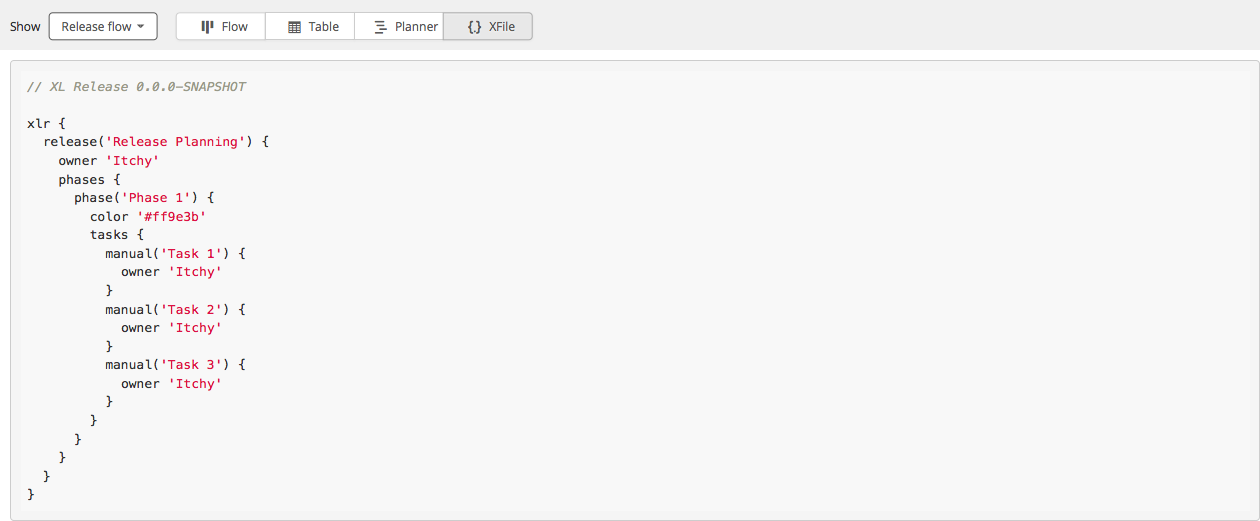 Show Release flow Flow Table Planner {} XFile
// XL Release 0.0.0-SNAPSHOT
xlr {
  release('Release Planning') {
    owner 'Itchy'
    phases {
      phase('Phase 1') {
        color '#ff9e3b'
        tasks {
          manual('Task 1') {
            owner 'Itchy'
          }
          manual('Task 2') {
            owner 'Itchy'
          }
          manual('Task 3') {
            owner 'Itchy'
          }
        }
      }
    }
  }
}